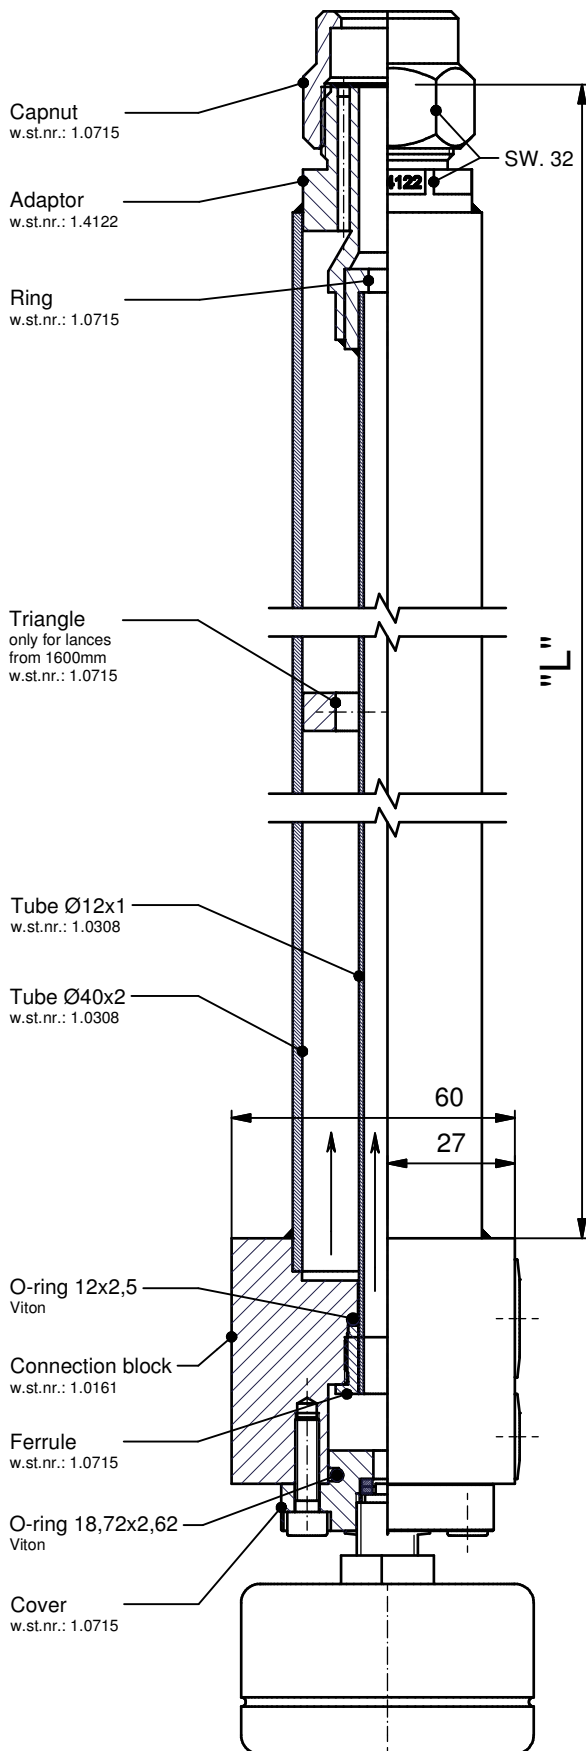 Capnut
w.st.nr.: 1.0715
SW. 32
Adaptor
w.st.nr.: 1.4122
4122
Ring
w.st.nr.: 1.0715
Triangle
only for lances
from 1600mm
w.st.nr.: 1.0715
"L"
Tube Ø12x1
w.st.nr.: 1.0308
Tube Ø40x2
w.st.nr.: 1.0308
60
27
O-ring 12x2,5
Viton
Connection block
w.st.nr.: 1.0161
Ferrule
w.st.nr.: 1.0715
O-ring 18,72x2,62
Viton
Cover
w.st.nr.: 1.0715